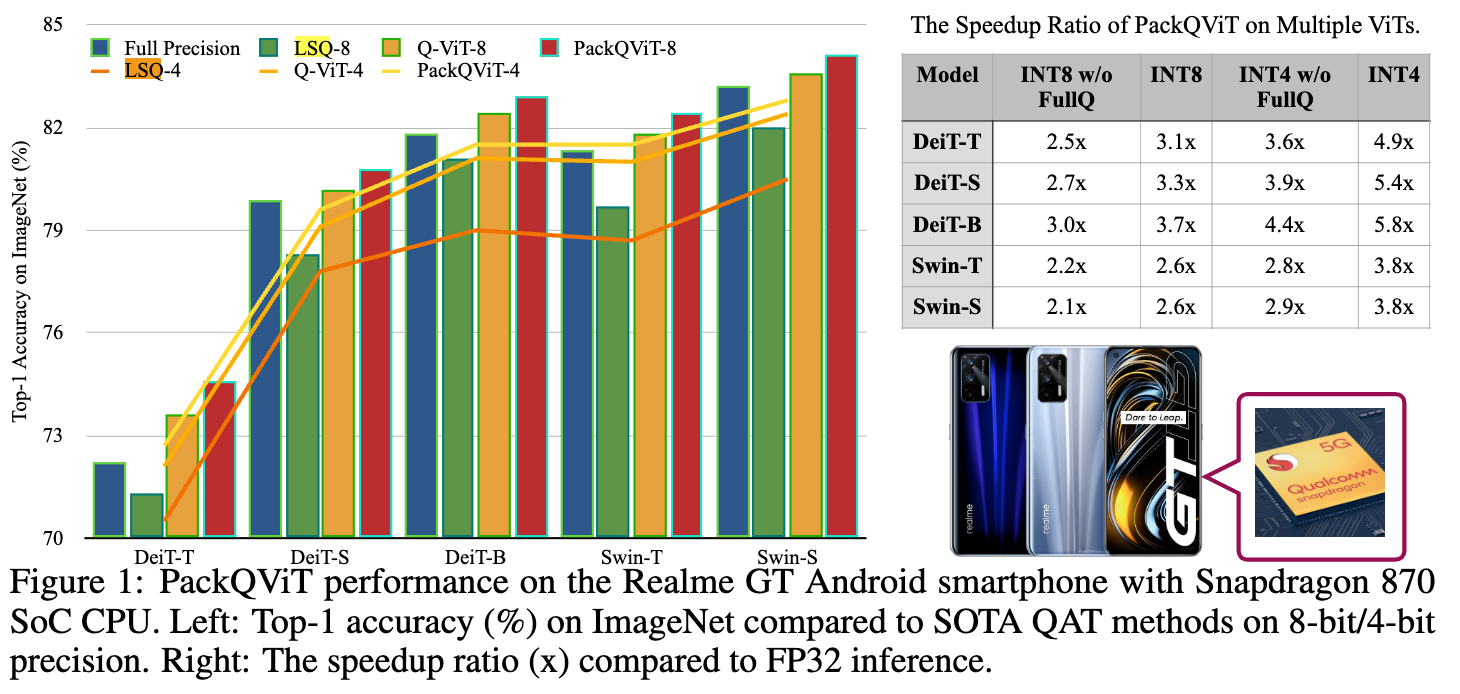 85
82
79
76
73
70
Top-1 Accuracy on ImageNet (%)
Full Precision LSQ-8 Q-ViT-8 PackQViT-8
LSQ-4 Q-ViT-4 PackQViT-4
DeiT-T DeiT-S DeiT-B Swin-T Swin-S
The Speedup Ratio of PackQViT on Multiple ViTs.
Model INT8 w/o FullQ INT8 INT4 w/o FullQ INT4
DeiT-T 2.5x 3.1x 3.6x 4.9x
DeiT-S 2.7x 3.3x 3.9x 5.4x
DeiT-B 3.0x 3.7x 4.4x 5.8x
Swin-T 2.2x 2.6x 2.8x 3.8x
Swin-S 2.1x 2.6x 2.9x 3.8x
realme
realme
Dare to Leap.
GT
5G
Qualcomm
snapdragon
Figure 1: PackQViT performance on the Realme GT Android smartphone with Snapdragon 870
SoC CPU. Left: Top-1 accuracy (%) on ImageNet compared to SOTA QAT methods on 8-bit/4-bit
precision. Right: The speedup ratio (x) compared to FP32 inference.